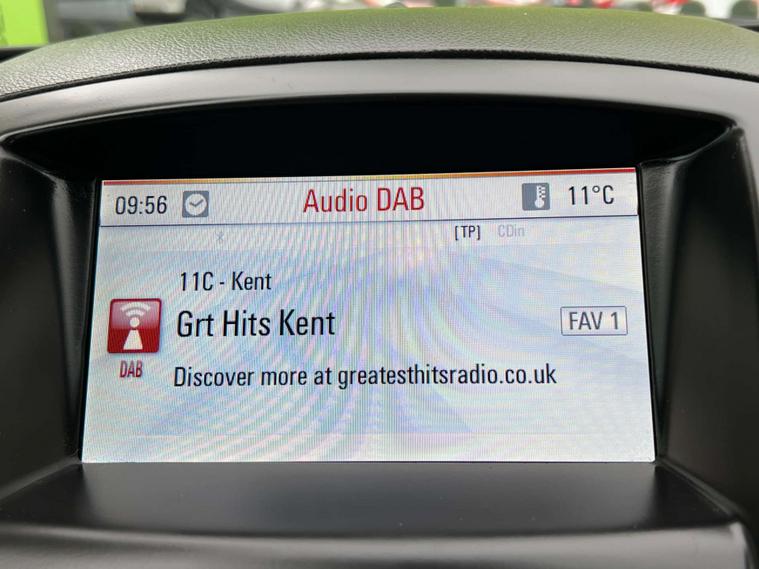 09:56 Audio DAB 11°C
[TP] CDin
11C - Kent
Grt Hits Kent FAV 1
DAB
Discover more at greatesthitsradio.co.uk